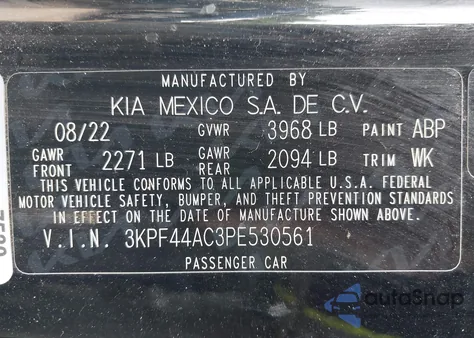 MANUFACTURED BY
KIA MEXICO S.A. DE C.V.
08/22 GVWR 3968 LB PAINT ABP
GAWR FRONT 2271 LB GAWR REAR 2094 LB TRIM WK
THIS VEHICLE CONFORMS TO ALL APPLICABLE U.S.A. FEDERAL
MOTOR VEHICLE SAFETY, BUMPER, AND THEFT PREVENTION STANDARDS
IN EFFECT ON THE DATE OF MANUFACTURE SHOWN ABOVE.
V.I.N. 3KPF44AC3PE530561
PASSENGER CAR
autoSnap